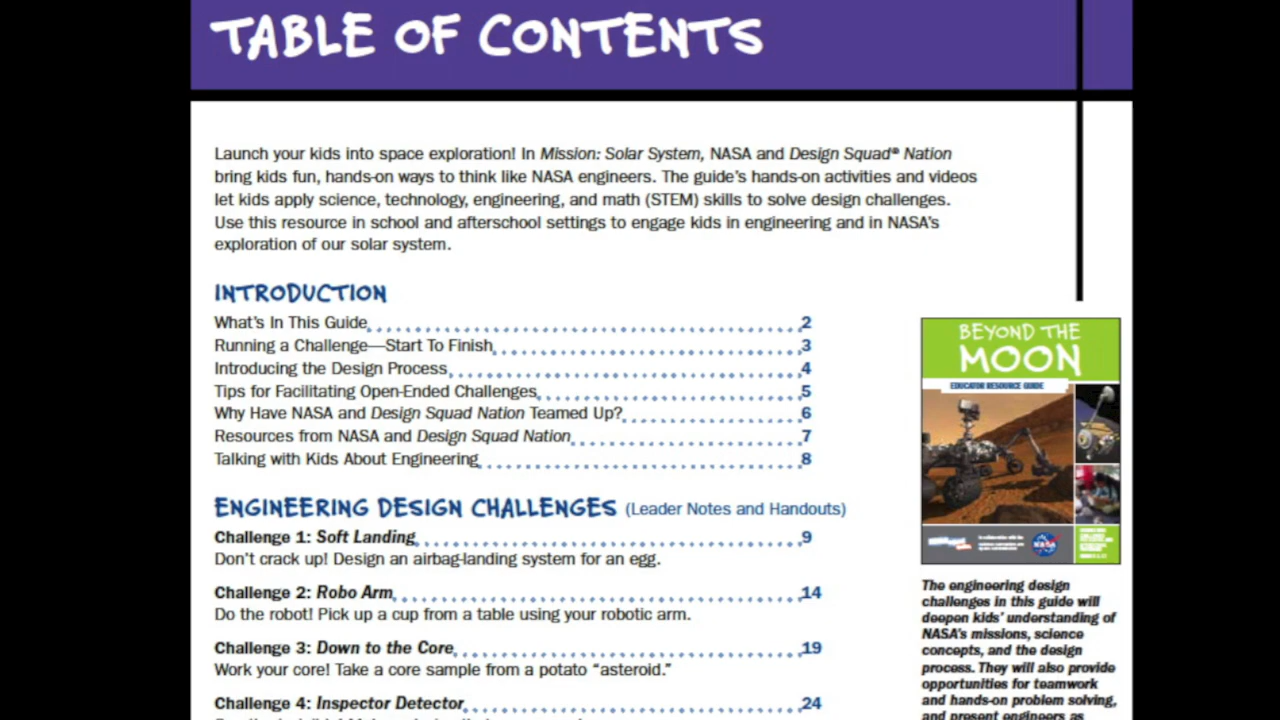 TABLE OF CONTENTS
Launch your kids into space exploration! In Mission: Solar System, NASA and Design Squad® Nation
bring kids fun, hands-on ways to think like NASA engineers. The guide's hands-on activities and videos
let kids apply science, technology, engineering, and math (STEM) skills to solve design challenges.
Use this resource in school and afterschool settings to engage kids in engineering and in NASA's
exploration of our solar system.
INTRODUCTION
What's In This Guide 2
Running a Challenge—Start To Finish 3
Introducing the Design Process 4
Tips for Facilitating Open-Ended Challenges 5
Why Have NASA and Design Squad Nation Teamed Up? 6
Resources from NASA and Design Squad Nation 7
Talking with Kids About Engineering 8
ENGINEERING DESIGN CHALLENGES (Leader Notes and Handouts)
Challenge 1: Soft Landing 9
Don't crack up! Design an airbag-landing system for an egg.
Challenge 2: Robo Arm 14
Do the robot! Pick up a cup from a table using your robotic arm.
Challenge 3: Down to the Core 19
Work your core! Take a core sample from a potato “asteroid.”
Challenge 4: Inspector Detector 24
BEYOND THE
MOON
EDUCATOR RESOURCE GUIDE
NASA
The engineering design
challenges in this guide will
deepen kids' understanding of
NASA's missions, science
concepts, and the design
process. They will also provide
opportunities for teamwork
and hands-on problem solving,
and present engineers as